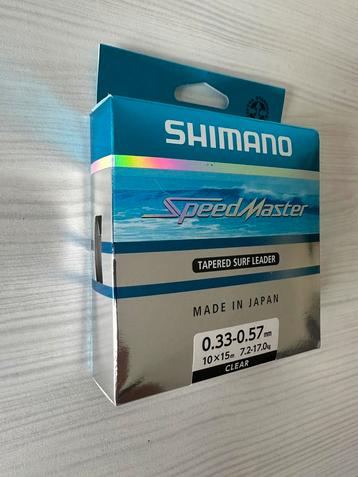 SHIMANO
SpeedMaster
TAPERED SURF LEADER
MADE IN JAPAN
0.33-0.57mm
10×15m 7.2-17.0kg
CLEAR